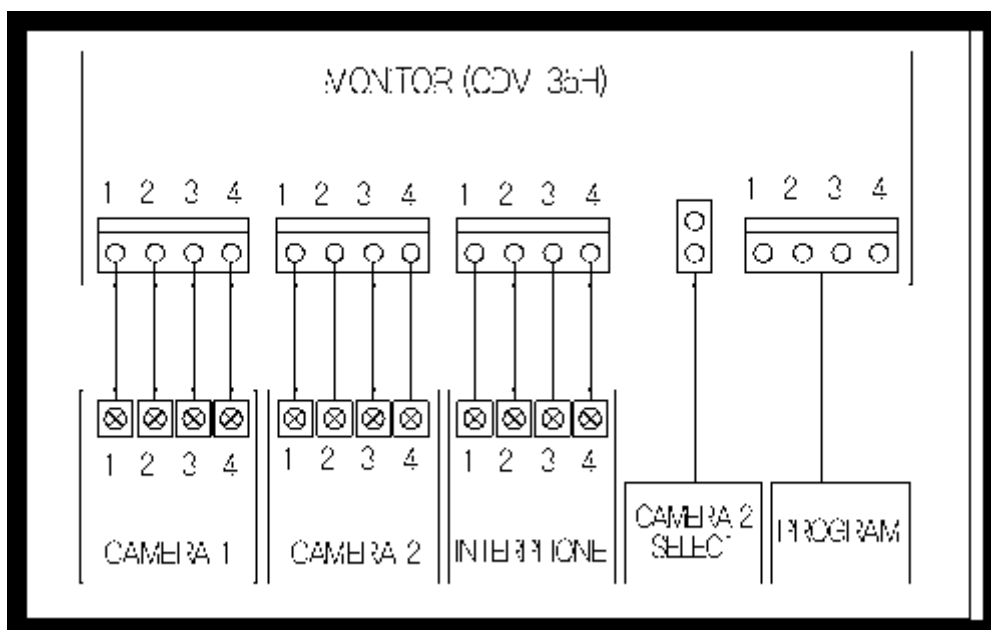 MONITOR (CDV 35H)
1 2 3 4 1 2 3 4 1 2 3 4 1 2 3 4
1 2 3 4 1 2 3 4 1 2 3 4
CAMERA 1
CAMERA 2
INTERPHONE
CAMERA 2
SELECT
PROGRAM